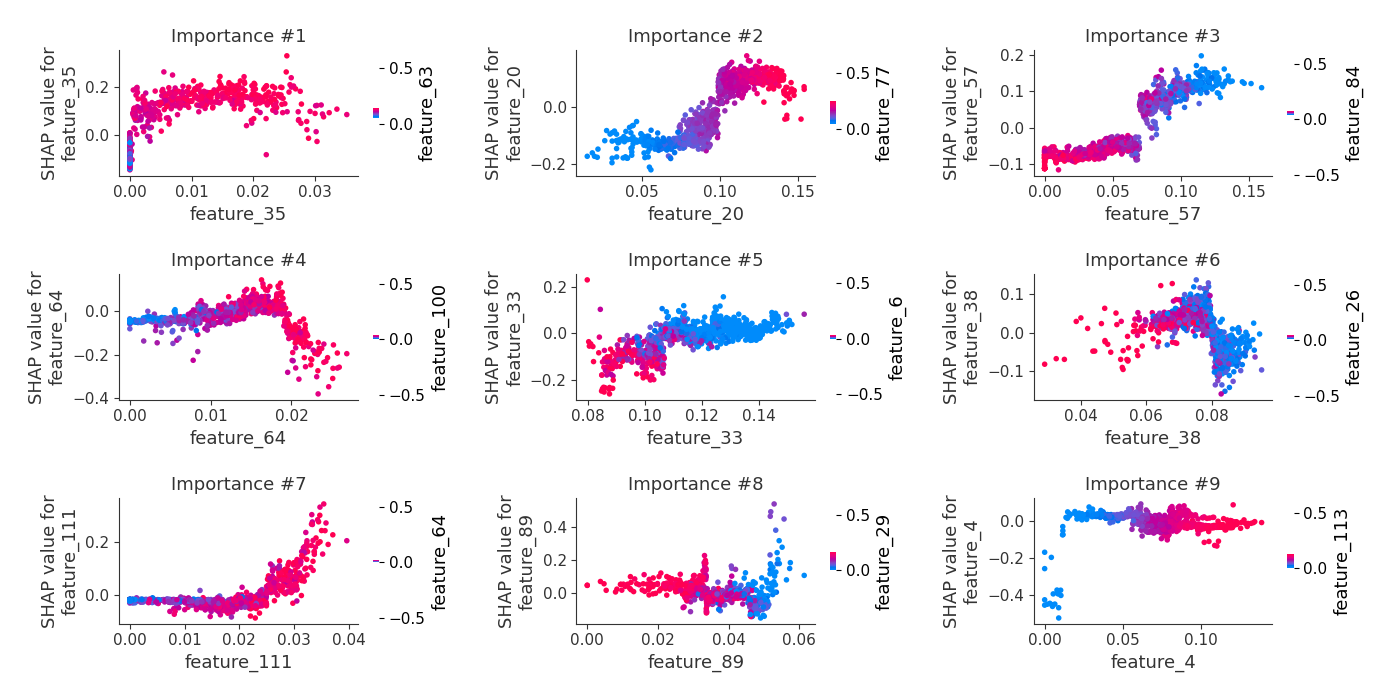 Importance #1
SHAP value for
feature_35
0.2
0.0
0.00
0.01
0.02
0.03
feature_35
0.5
0.0
feature_63
Importance #2
SHAP value for
feature_20
0.0
−0.2
0.05
0.10
0.15
feature_20
0.5
0.0
feature_77
Importance #3
SHAP value for
feature_57
0.2
0.1
0.0
−0.1
0.00
0.05
0.10
0.15
feature_57
0.5
0.0
−0.5
feature_84
Importance #4
SHAP value for
feature_64
0.0
−0.2
−0.4
0.00
0.01
0.02
feature_64
0.5
0.0
−0.5
feature_100
Importance #5
SHAP value for
feature_33
0.2
0.0
−0.2
0.08
0.10
0.12
0.14
feature_33
0.5
0.0
−0.5
feature_6
Importance #6
SHAP value for
feature_38
0.1
0.0
−0.1
0.04
0.06
0.08
feature_38
0.5
0.0
−0.5
feature_26
Importance #7
SHAP value for
feature_111
0.2
0.0
0.00
0.01
0.02
0.03
0.04
feature_111
0.5
0.0
−0.5
feature_64
Importance #8
SHAP value for
feature_89
0.4
0.2
0.0
0.00
0.02
0.04
0.06
feature_89
0.5
0.0
feature_29
Importance #9
SHAP value for
feature_4
0.0
−0.2
−0.4
0.00
0.05
0.10
feature_4
0.5
0.0
feature_113